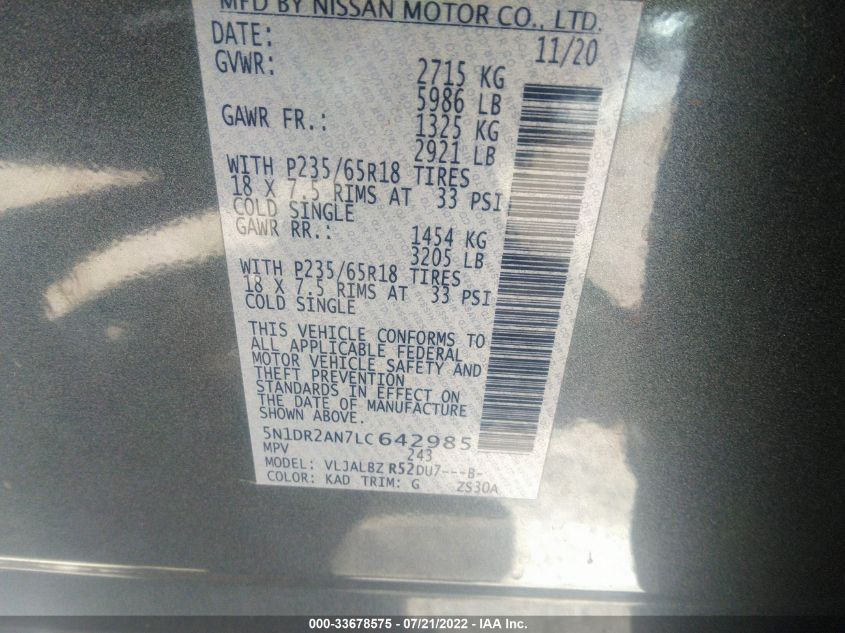 MFD BY NISSAN MOTOR CO., LTD.
DATE: 11/20
GVWR: 2715 KG
5986 LB
GAWR FR.: 1325 KG
2921 LB
WITH P235/65R18 TIRES
18 X 7.5 RIMS AT 33 PSI
COLD SINGLE
GAWR RR.: 1454 KG
3205 LB
WITH P235/65R18 TIRES
18 X 7.5 RIMS AT 33 PSI
COLD SINGLE
THIS VEHICLE CONFORMS TO
ALL APPLICABLE FEDERAL
MOTOR VEHICLE SAFETY AND
THEFT PREVENTION
STANDARDS IN EFFECT ON
THE DATE OF MANUFACTURE
SHOWN ABOVE.
5N1DR2AN7LC642985
MPV 243
MODEL: VLJALBZ R52DU7---B-
COLOR: KAD TRIM: G ZS30A
000-33678575 - 07/21/2022 - IAA Inc.